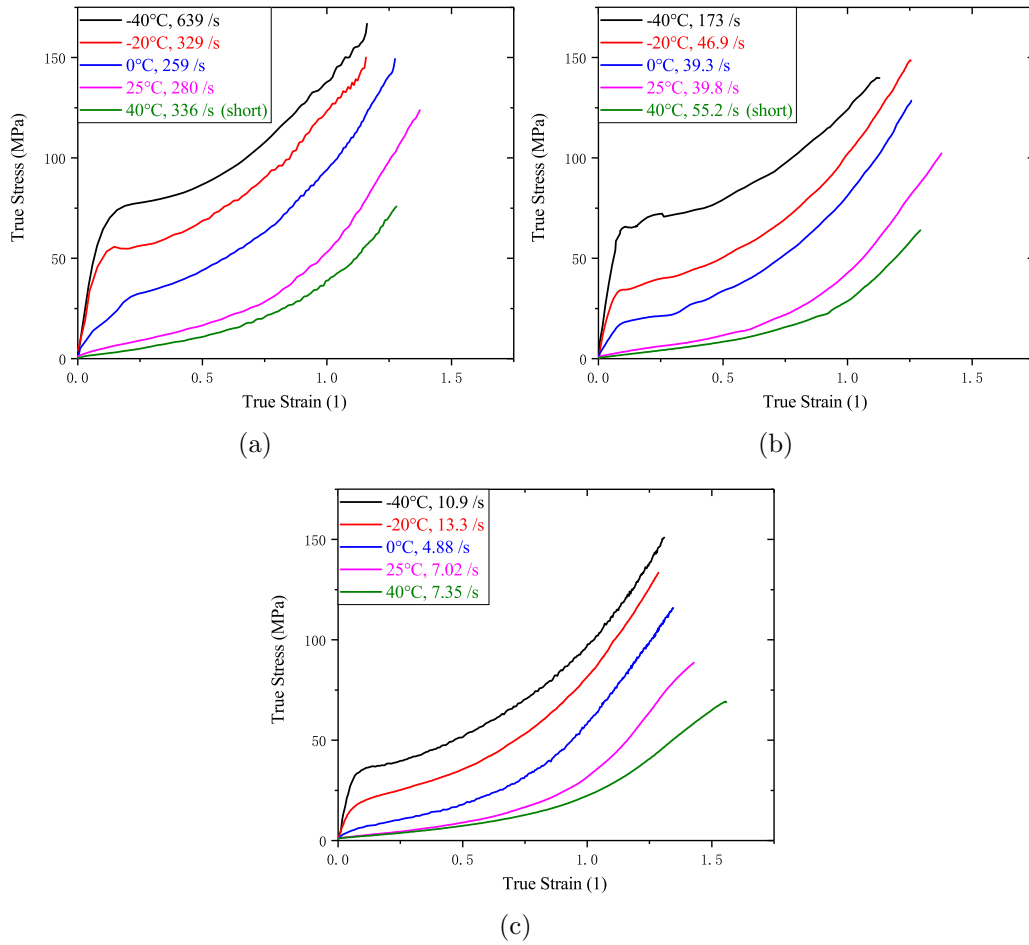 -40°C, 639 /s
-20°C, 329 /s
0°C, 259 /s
25°C, 280 /s
40°C, 336 /s (short)
150
100
50
0
0.0
0.5
1.0
1.5
True Stress (MPa)
True Strain (1)
(a)
-40°C, 173 /s
-20°C, 46.9 /s
0°C, 39.3 /s
25°C, 39.8 /s
40°C, 55.2 /s (short)
150
100
50
0
0.0
0.5
1.0
1.5
True Stress (MPa)
True Strain (1)
(b)
-40°C, 10.9 /s
-20°C, 13.3 /s
0°C, 4.88 /s
25°C, 7.02 /s
40°C, 7.35 /s
150
100
50
0
0.0
0.5
1.0
1.5
True Stress (MPa)
True Strain (1)
(c)